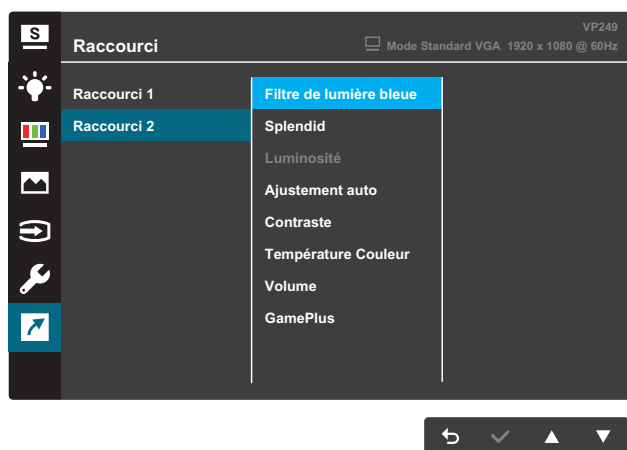 S
VP249
Raccourci
Mode Standard VGA 1920 x 1080 @ 60Hz
Raccourci 1
Raccourci 2
Filtre de lumière bleue
Splendid
Luminosité
Ajustement auto
Contraste
Température Couleur
Volume
GamePlus